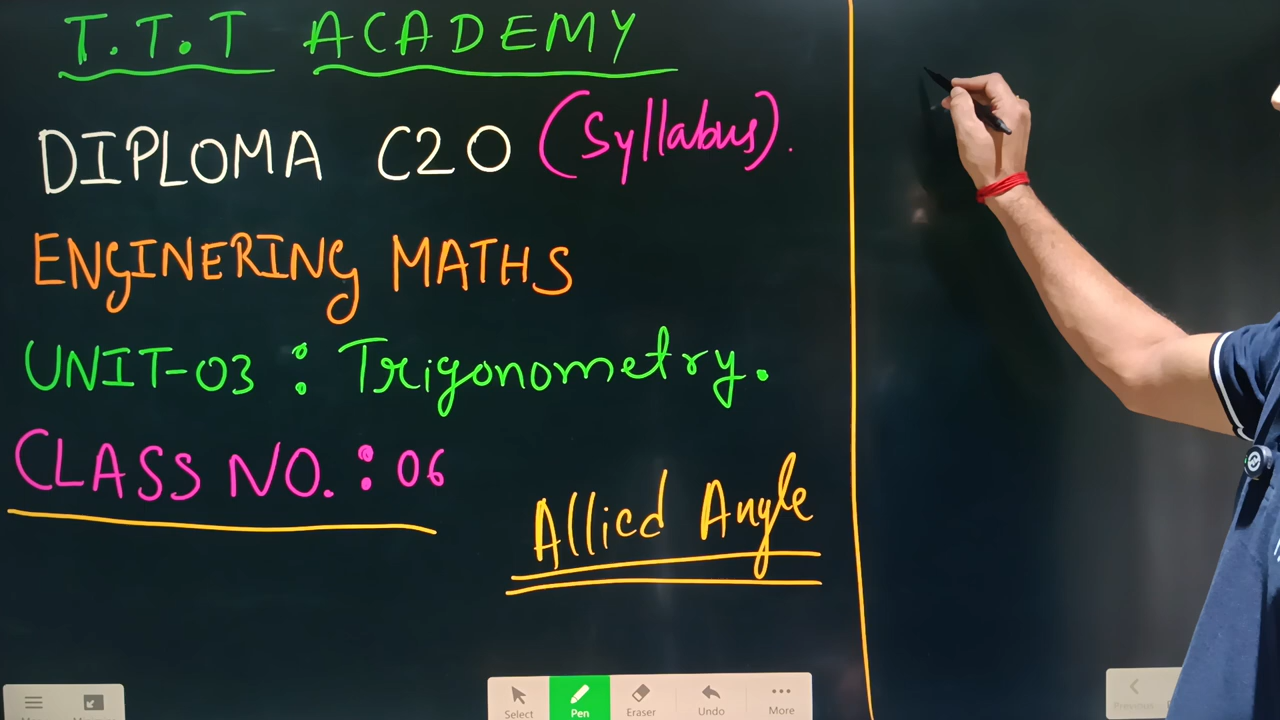 T.T.T ACADEMY
DIPLOMA C20 (Syllabus).
ENGINERING MATHS
UNIT-03 : Trigonometry.
CLASS NO. : 06
Allied Angle
Select
Pen
Eraser
Undo
More
Previous